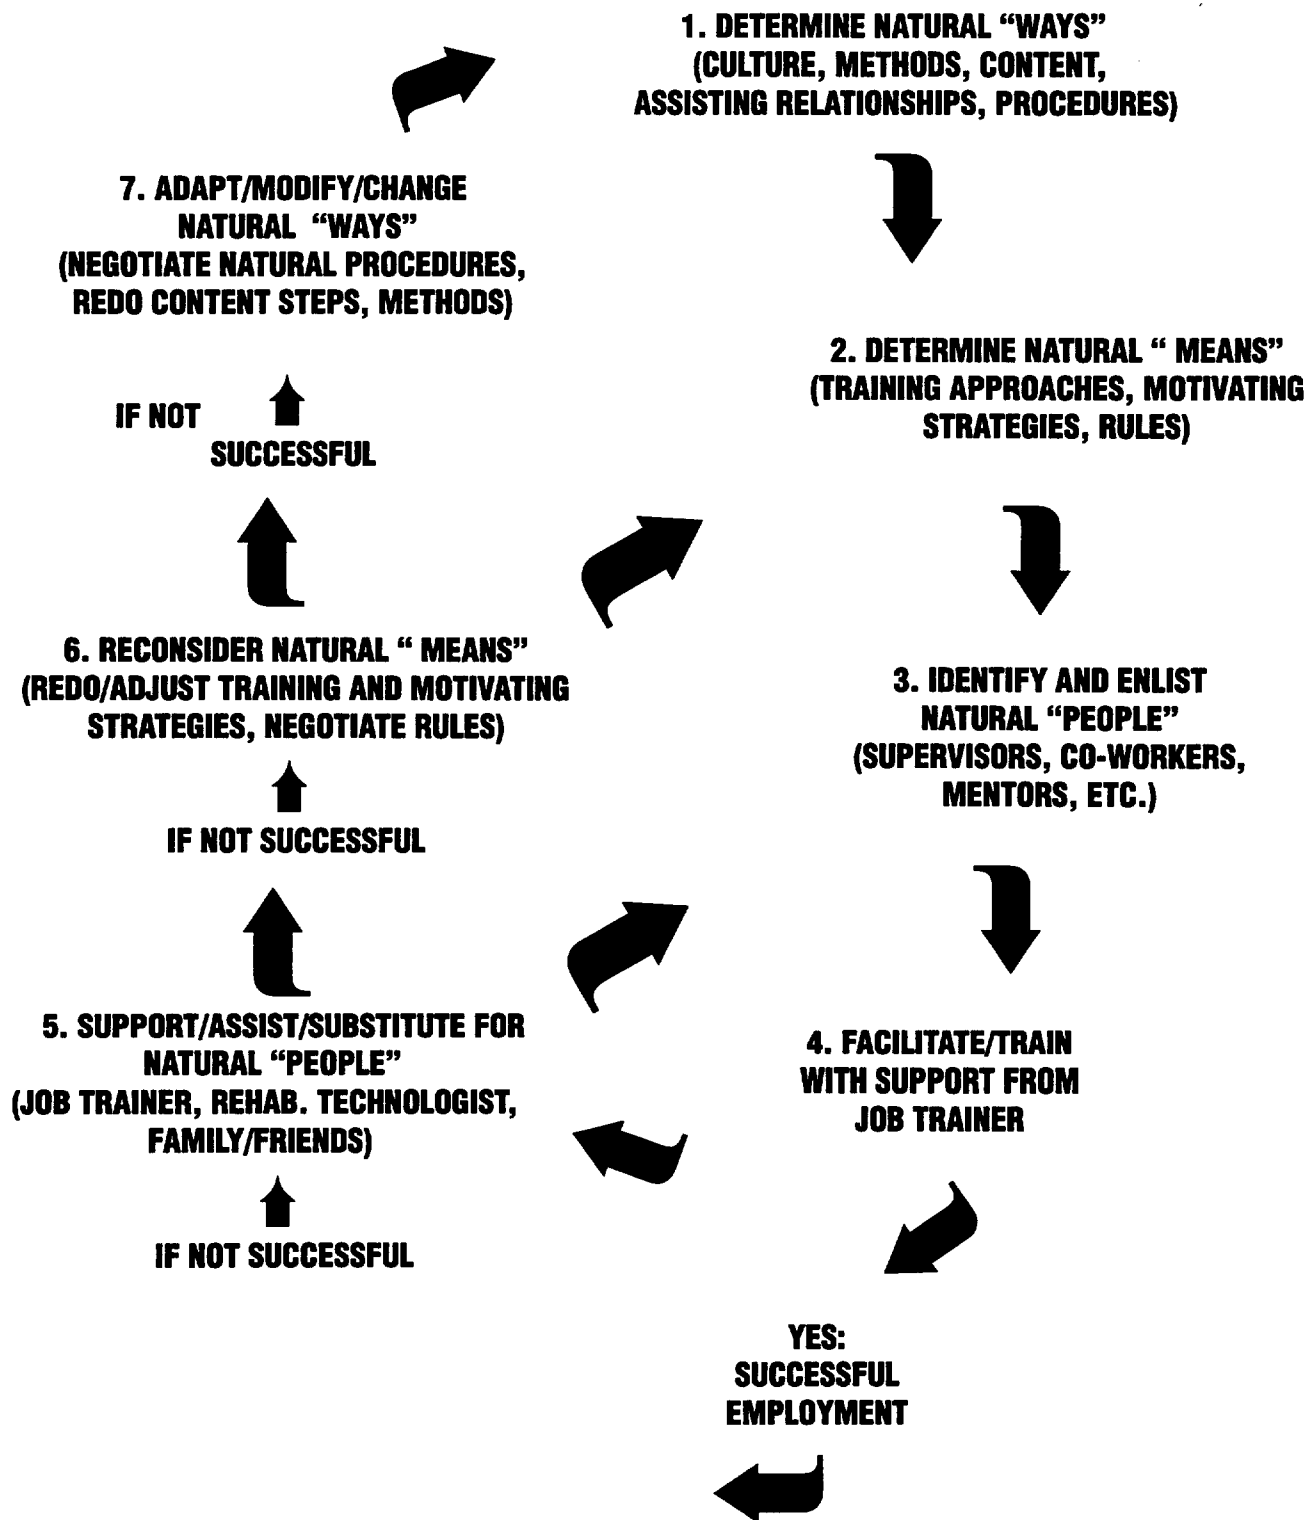 1. DETERMINE NATURAL “WAYS”
(CULTURE, METHODS, CONTENT,
ASSISTING RELATIONSHIPS, PROCEDURES)
2. DETERMINE NATURAL “ MEANS”
(TRAINING APPROACHES, MOTIVATING
STRATEGIES, RULES)
3. IDENTIFY AND ENLIST
NATURAL “PEOPLE”
(SUPERVISORS, CO-WORKERS,
MENTORS, ETC.)
4. FACILITATE/TRAIN
WITH SUPPORT FROM
JOB TRAINER
YES:
SUCCESSFUL
EMPLOYMENT
IF NOT SUCCESSFUL
5. SUPPORT/ASSIST/SUBSTITUTE FOR
NATURAL “PEOPLE”
(JOB TRAINER, REHAB. TECHNOLOGIST,
FAMILY/FRIENDS)
IF NOT SUCCESSFUL
6. RECONSIDER NATURAL “ MEANS”
(REDO/ADJUST TRAINING AND MOTIVATING
STRATEGIES, NEGOTIATE RULES)
IF NOT
SUCCESSFUL
7. ADAPT/MODIFY/CHANGE
NATURAL “WAYS”
(NEGOTIATE NATURAL PROCEDURES,
REDO CONTENT STEPS, METHODS)